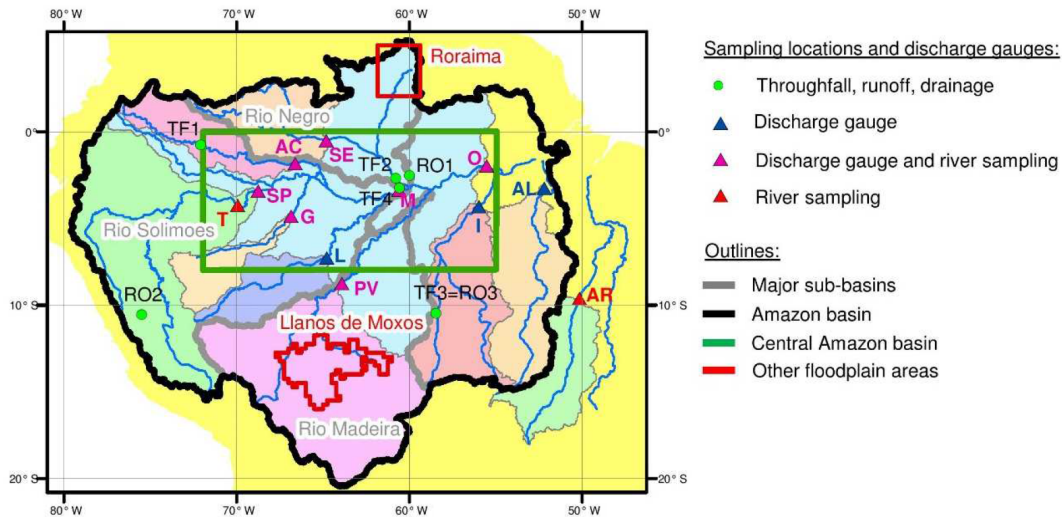 80° W 70° W 60° W 50° W
Roraima
Rio Negro
0°
TF1
AC
SE
TF2
RO1
O
SP
TF4
M
AL
T
G
I
Rio Solimoes
L
PV
TF3=RO3
AR
10° S
RO2
Llanos de Moxos
Rio Madeira
20° S
80° W 70° W 60° W 50° W
0°
10° S
20° S
Sampling locations and discharge gauges:
Throughfall, runoff, drainage
Discharge gauge
Discharge gauge and river sampling
River sampling
Outlines:
Major sub-basins
Amazon basin
Central Amazon basin
Other floodplain areas